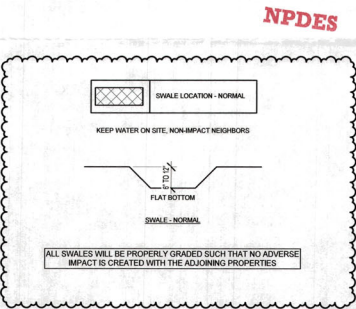 NPDES
SWALE LOCATION - NORMAL
KEEP WATER ON SITE, NON-IMPACT NEIGHBORS
6" TO 12"
FLAT BOTTOM
SWALE - NORMAL
ALL SWALES WILL BE PROPERLY GRADED SUCH THAT NO ADVERSE
IMPACT IS CREATED WITH THE ADJOINING PROPERTIES